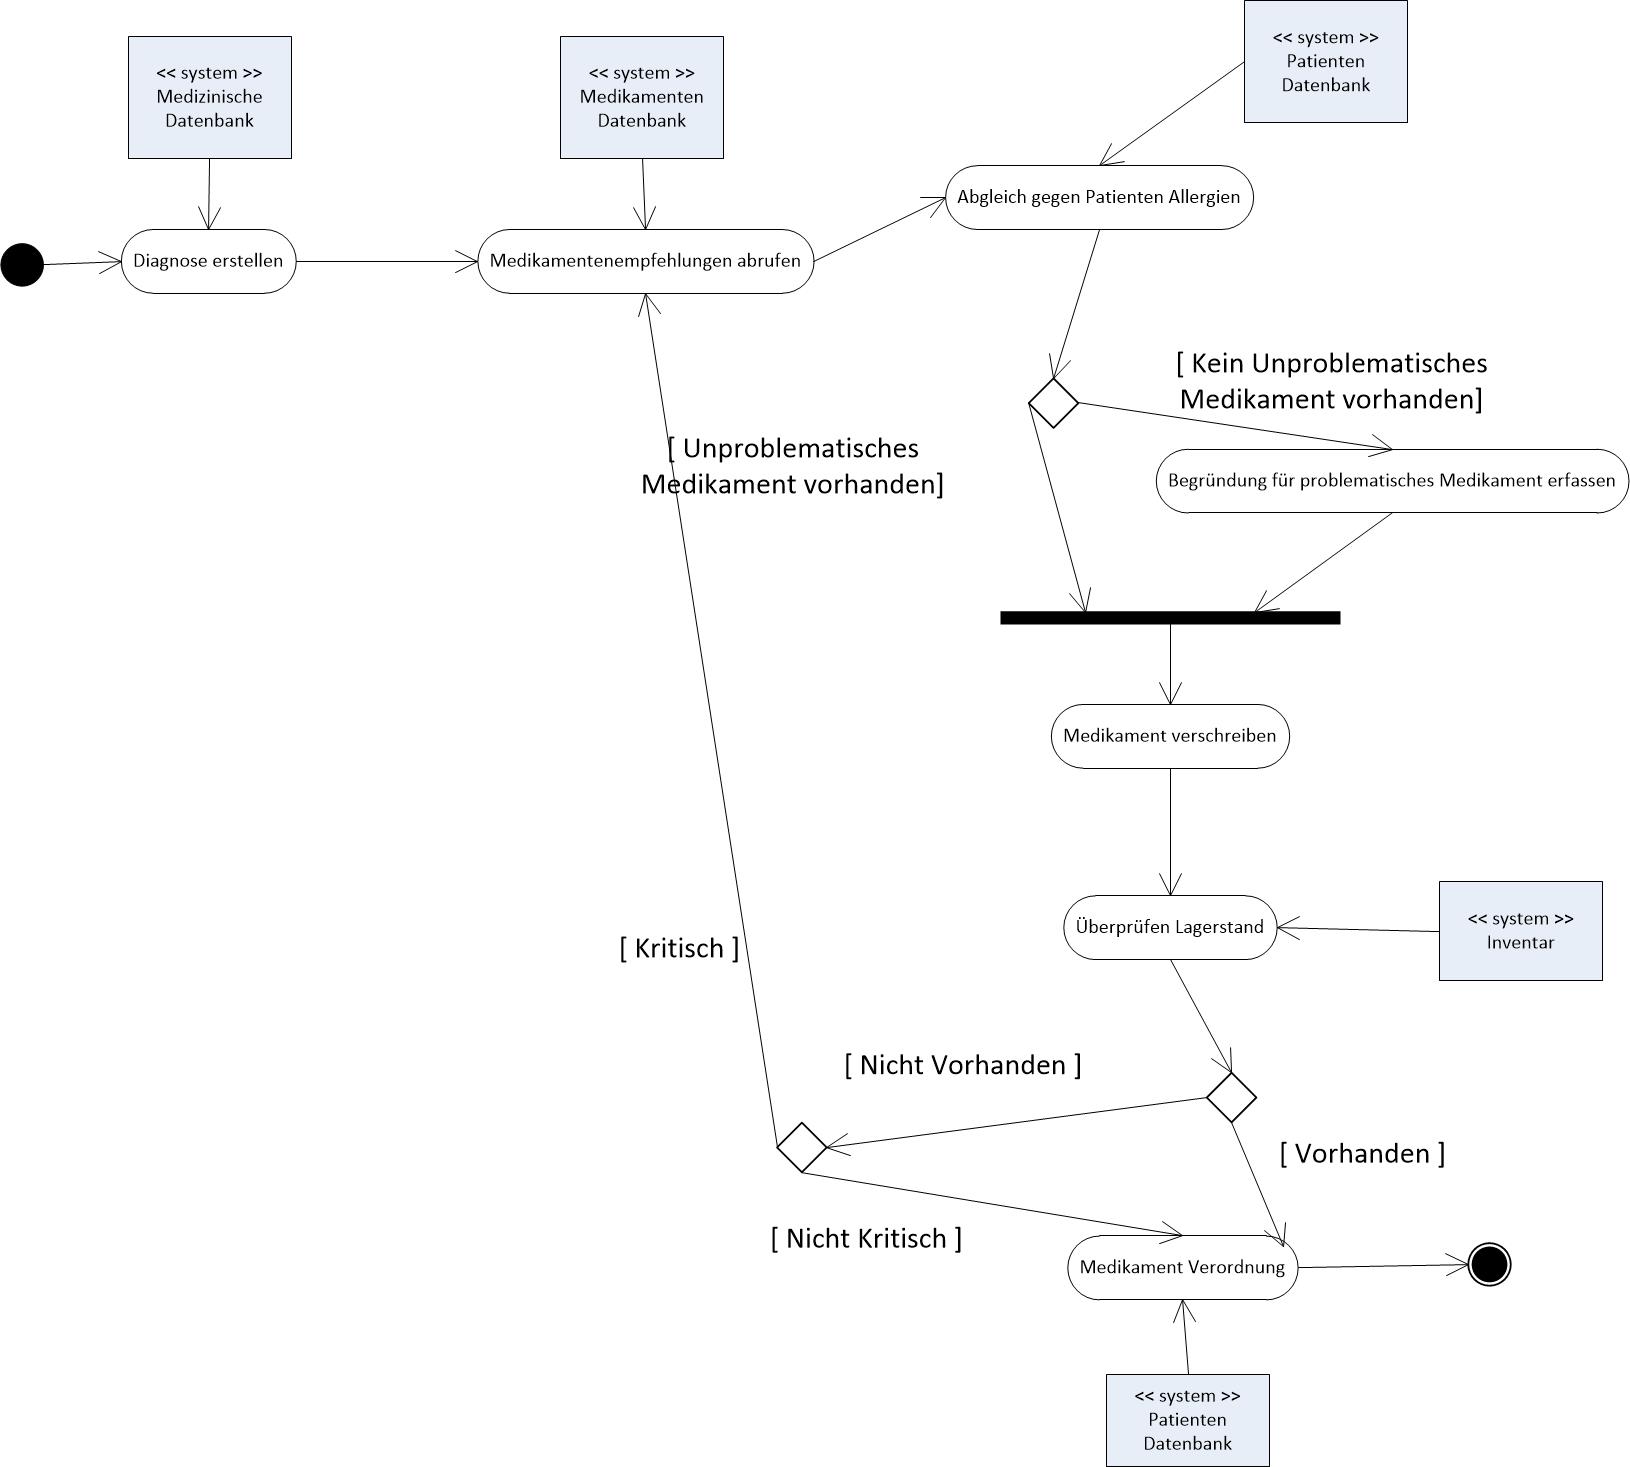 << system >>
Medizinische
Datenbank
<< system >>
Medikamenten
Datenbank
<< system >>
Patienten
Datenbank
Diagnose erstellen
Medikamentenempfehlungen abrufen
Abgleich gegen Patienten Allergien
[ Kein Unproblematisches
Medikament vorhanden]
[ Unproblematisches
Medikament vorhanden]
Begründung für problematisches Medikament erfassen
Medikament verschreiben
Überprüfen Lagerstand
<< system >>
Inventar
[ Kritisch ]
[ Nicht Vorhanden ]
[ Vorhanden ]
[ Nicht Kritisch ]
Medikament Verordnung
<< system >>
Patienten
Datenbank